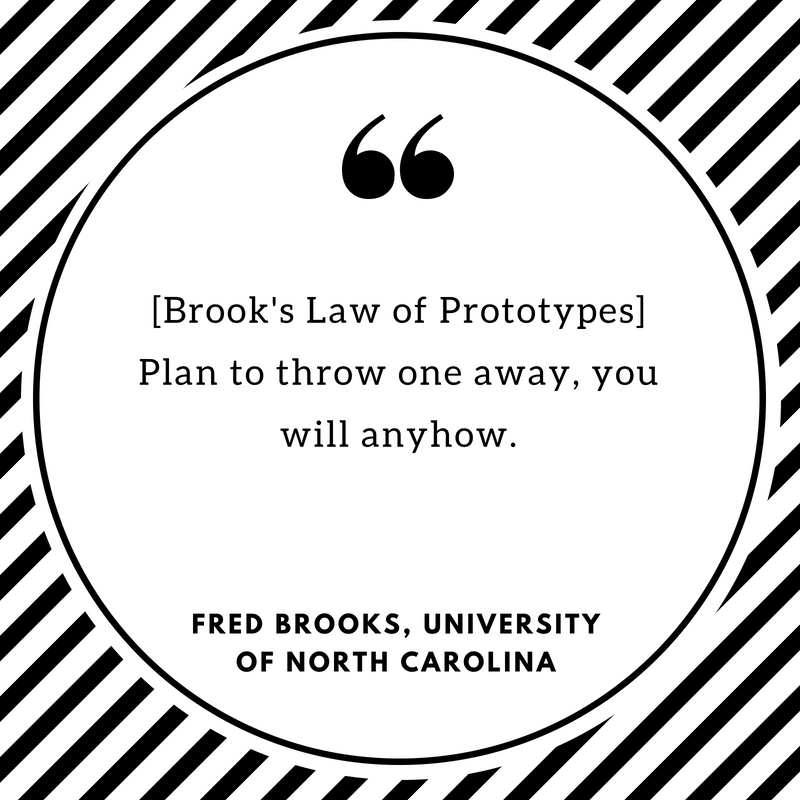 “
[Brook's Law of Prototypes]
Plan to throw one away, you
will anyhow.
FRED BROOKS, UNIVERSITY
OF NORTH CAROLINA